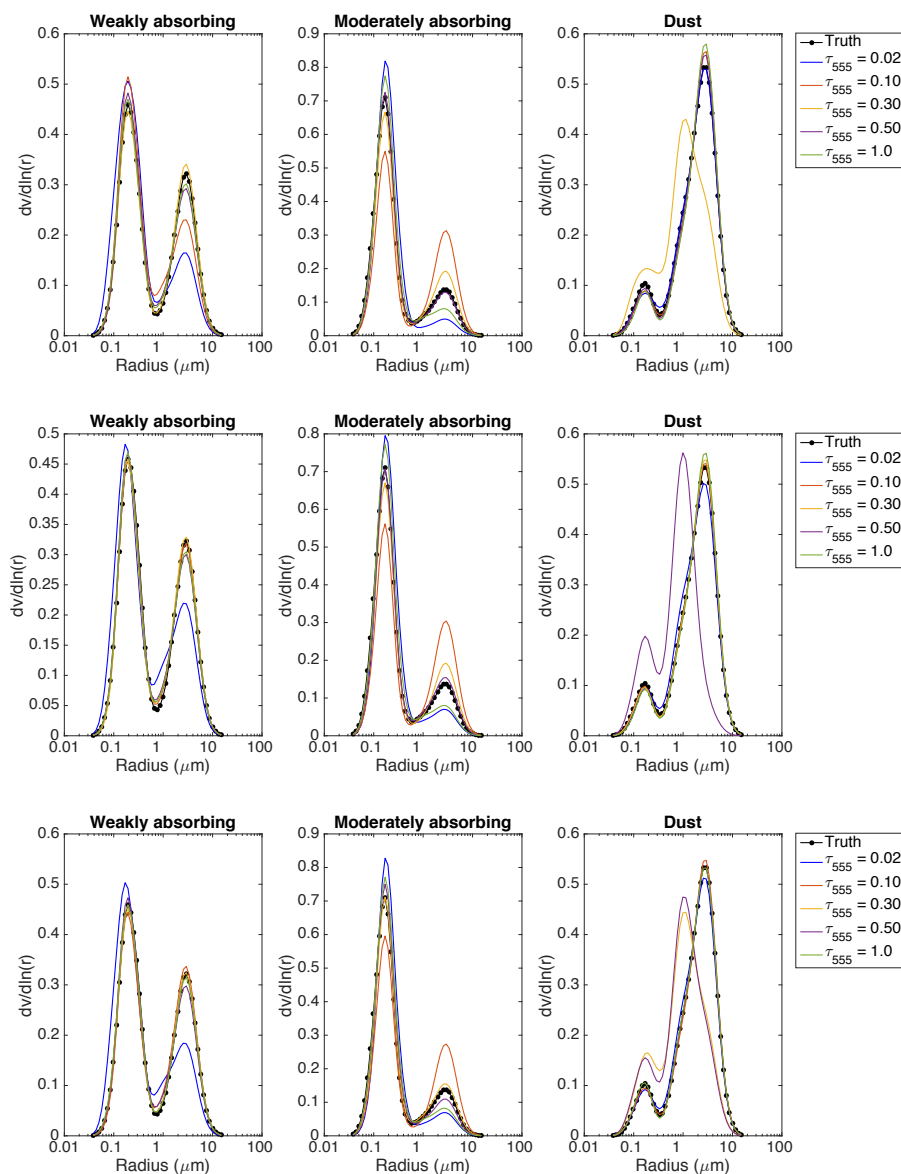 Weakly absorbing
0.6
0.5
0.4
0.3
0.2
0.1
0
dv/dln(r)
0.01 0.1 1 10 100
Radius (μm)
Moderately absorbing
0.9
0.8
0.7
0.6
0.5
0.4
0.3
0.2
0.1
0
dv/dln(r)
0.01 0.1 1 10 100
Radius (μm)
Dust
0.6
0.5
0.4
0.3
0.2
0.1
0
dv/dln(r)
0.01 0.1 1 10 100
Radius (μm)
Truth
τ555 = 0.02
τ555 = 0.10
τ555 = 0.30
τ555 = 0.50
τ555 = 1.0
Weakly absorbing
0.5
0.45
0.4
0.35
0.3
0.25
0.2
0.15
0.1
0.05
0
dv/dln(r)
0.01 0.1 1 10 100
Radius (μm)
Moderately absorbing
0.8
0.7
0.6
0.5
0.4
0.3
0.2
0.1
0
dv/dln(r)
0.01 0.1 1 10 100
Radius (μm)
Dust
0.6
0.5
0.4
0.3
0.2
0.1
0
dv/dln(r)
0.01 0.1 1 10 100
Radius (μm)
Truth
τ555 = 0.02
τ555 = 0.10
τ555 = 0.30
τ555 = 0.50
τ555 = 1.0
Weakly absorbing
0.6
0.5
0.4
0.3
0.2
0.1
0
dv/dln(r)
0.01 0.1 1 10 100
Radius (μm)
Moderately absorbing
0.9
0.8
0.7
0.6
0.5
0.4
0.3
0.2
0.1
0
dv/dln(r)
0.01 0.1 1 10 100
Radius (μm)
Dust
0.6
0.5
0.4
0.3
0.2
0.1
0
dv/dln(r)
0.01 0.1 1 10 100
Radius (μm)
Truth
τ555 = 0.02
τ555 = 0.10
τ555 = 0.30
τ555 = 0.50
τ555 = 1.0